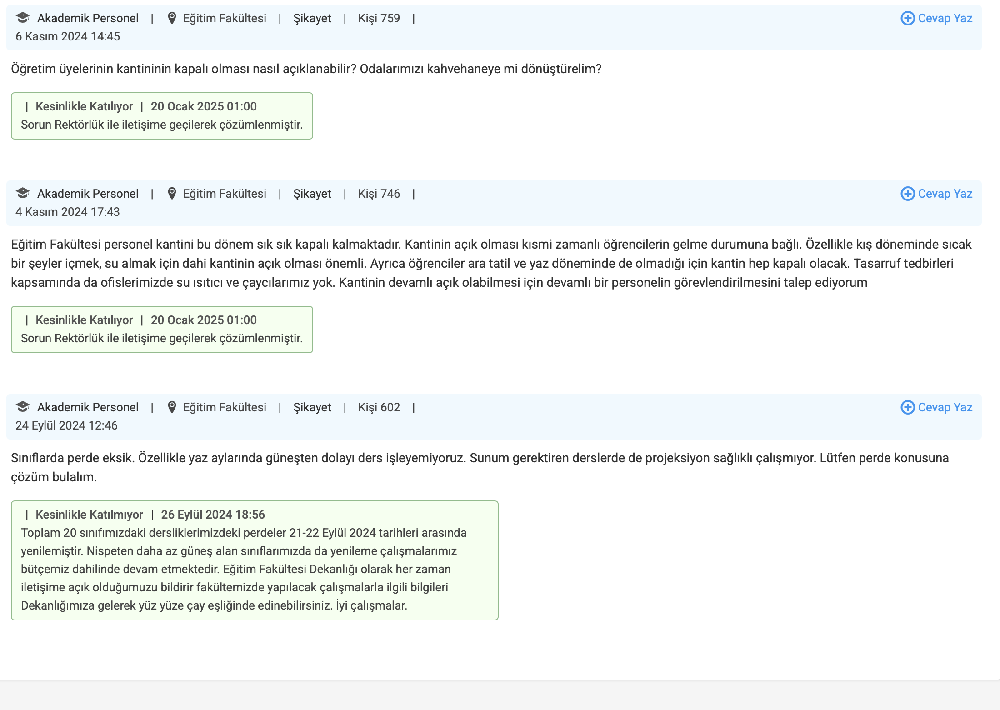 Akademik Personel | Eğitim Fakültesi | Şikayet | Kişi 759 | Cevap Yaz
6 Kasım 2024 14:45
Öğretim üyelerinin kantininin kapalı olması nasıl açıklanabilir? Odalarımızı kahvehaneye mi dönüştürelim?
| Kesinlikle Katılıyor | 20 Ocak 2025 01:00
Sorun Rektörlük ile iletişime geçilerek çözümlenmiştir.
Akademik Personel | Eğitim Fakültesi | Şikayet | Kişi 746 | Cevap Yaz
4 Kasım 2024 17:43
Eğitim Fakültesi personel kantini bu dönem sık sık kapalı kalmaktadır. Kantinin açık olması kısmi zamanlı öğrencilerin gelme durumuna bağlı. Özellikle kış döneminde sıcak
bir şeyler içmek, su almak için dahi kantinin açık olması önemli. Ayrıca öğrenciler ara tatil ve yaz döneminde de olmadığı için kantin hep kapalı olacak. Tasarruf tedbirleri
kapsamında da ofislerimizde su ısıtıcı ve çaycılarımız yok. Kantinin devamlı açık olabilmesi için devamlı bir personelin görevlendirilmesini talep ediyorum
| Kesinlikle Katılıyor | 20 Ocak 2025 01:00
Sorun Rektörlük ile iletişime geçilerek çözümlenmiştir.
Akademik Personel | Eğitim Fakültesi | Şikayet | Kişi 602 | Cevap Yaz
24 Eylül 2024 12:46
Sınıflarda perde eksik. Özellikle yaz aylarında güneşten dolayı ders işleyemiyoruz. Sunum gerektiren derslerde de projeksiyon sağlıklı çalışmıyor. Lütfen perde konusuna
çözüm bulalım.
| Kesinlikle Katılmıyor | 26 Eylül 2024 18:56
Toplam 20 sınıfımızdaki dersliklerimizdeki perdeler 21-22 Eylül 2024 tarihleri arasında
yenilemiştir. Nispeten daha az güneş alan sınıflarımızda da yenileme çalışmalarımız
bütçemiz dahilinde devam etmektedir. Eğitim Fakültesi Dekanlığı olarak her zaman
iletişime açık olduğumuzu bildirir fakültemizde yapılacak çalışmalarla ilgili bilgileri
Dekanlığımıza gelerek yüz yüze çay eşliğinde edinebilirsiniz. İyi çalışmalar.